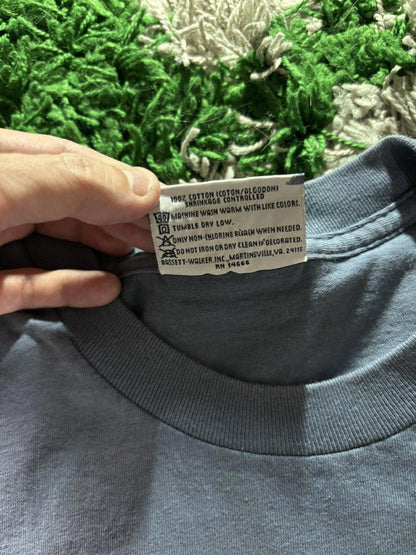 100% COTTON (COTON/ALGODON)
SHRINKAGE CONTROLLED
MACHINE WASH WARM WITH LIKE COLORS.
TUMBLE DRY LOW.
ONLY NON-CHLORINE BLEACH WHEN NEEDED.
DO NOT IRON OR DRY CLEAN IF DECORATED.
BASSETT-WALKER, INC., MARTINSVILLE, VA. 24115
RN 14666